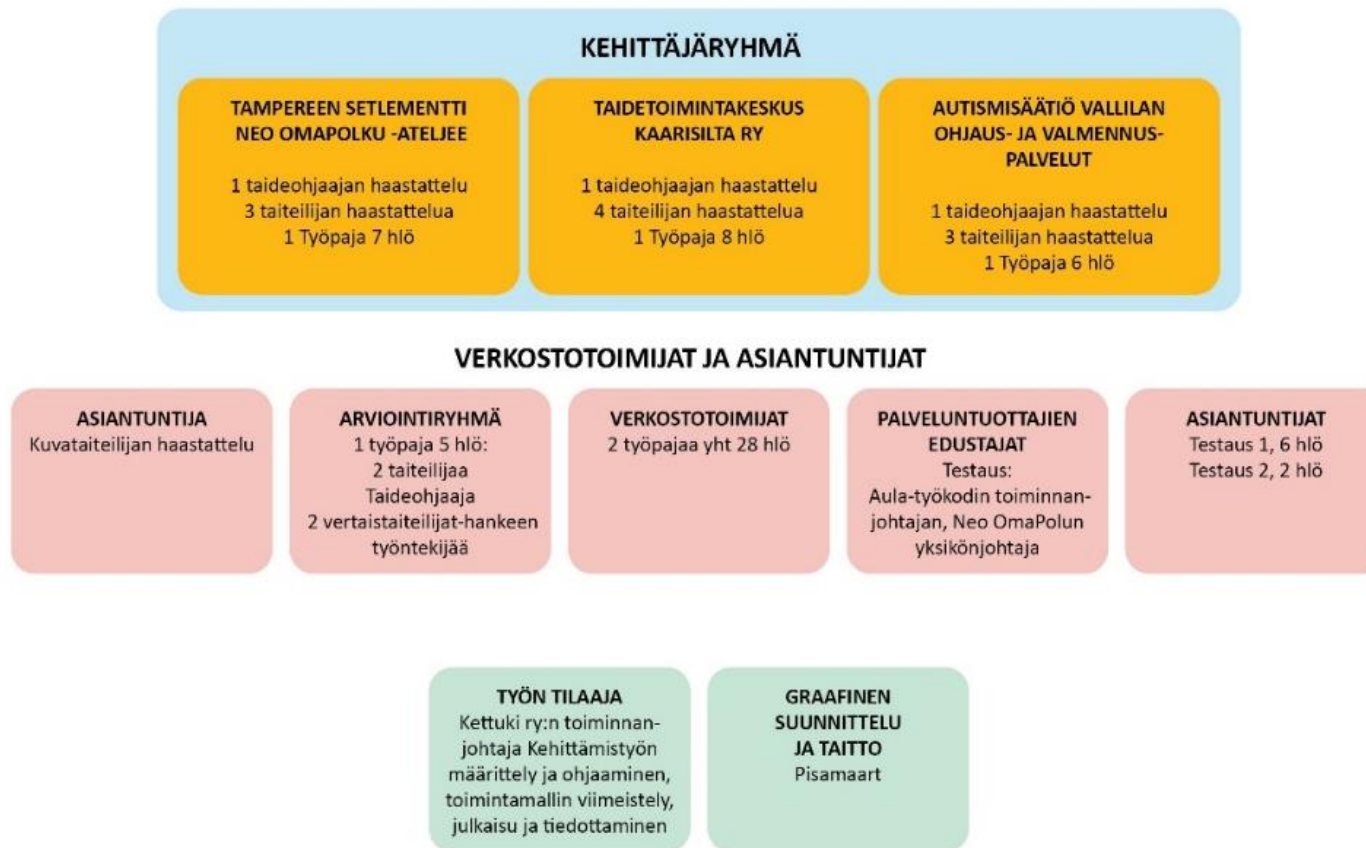 KEHITTÄJÄRYHMÄ
TAMPEREEN SETLEMENTTI
NEO OMAPOLKU -ATELJEE
1 taideohjaajan haastattelu
3 taiteilijan haastattelua
1 Työpaja 7 hlö
TAIDETOIMINTAKESKUS
KAARISILTA RY
1 taideohjaajan haastattelu
4 taiteilijan haastattelua
1 Työpaja 8 hlö
AUTISMISÄÄTIÖ VALLILAN
OHJAUS- JA VALMENNUS-
PALVELUT
1 taideohjaajan haastattelu
3 taiteilijan haastattelua
1 Työpaja 6 hlö
VERKOSTOTOIMIJAT JA ASIANTUNTIJAT
ASIANTUNTIJA
Kuvataiteilijan haastattelu
ARVIOINTIRYHMÄ
1 työpaja 5 hlö:
2 taiteilijaa
Taideohjaaja
2 vertaistaiteilijat-hankeen
työntekijää
VERKOSTOTOIMIJAT
2 työpajaa yht 28 hlö
PALVELUNTUOTTAJIEN
EDUSTAJAT
Testaus:
Aula-työkodin toiminnan-
johtajan, Neo OmaPolun
yksikönjohtaja
ASIANTUNTIJAT
Testaus 1, 6 hlö
Testaus 2, 2 hlö
TYÖN TILAAJA
Kettuki ry:n toiminnan-
johtaja Kehittämistyön
määrittely ja ohjaaminen,
toimintamallin viimeistely,
julkaisu ja tiedottaminen
GRAAFINEN
SUUNNITTELU
JA TAITTO
Pisamaart